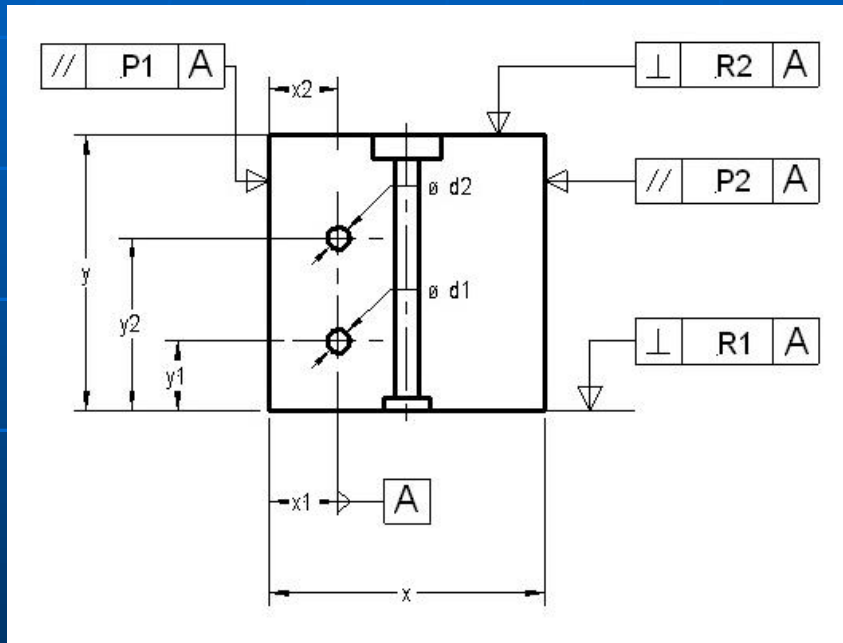 // P1 A
⊥ R2 A
x2
// P2 A
ø d2
y
y2
ø d1
y1
⊥ R1 A
x1
A
x